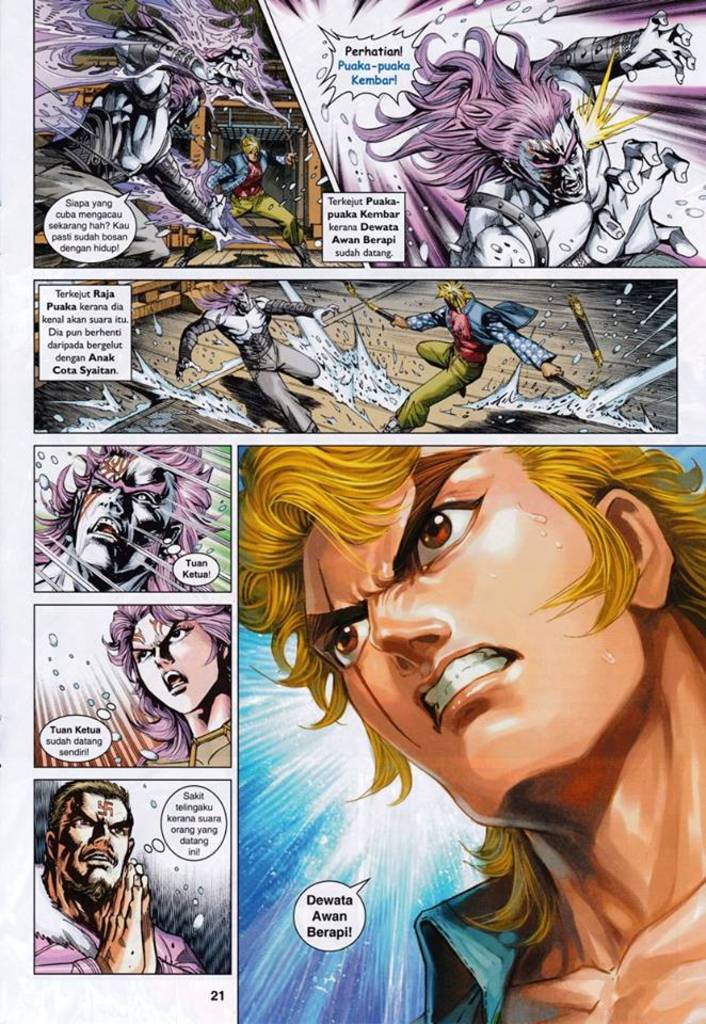 Perhatian!
Puaka-puaka
Kembar!
Siapa yang
cuba mengacau
sekarang hah? Kau
pasti sudah bosan
dengan hidup!
Terkejut Puaka-
puaka Kembar
kerana Dewata
Awan Berapi
sudah datang.
Terkejut Raja
Puaka kerana dia
kenal akan suara itu.
Dia pun berhenti
daripada bergelut
dengan Anak
Cota Syaitan.
Tuan
Ketua!
Tuan Ketua
sudah datang
sendiri!
Sakit
telingaku
kerana suara
orang yang
datang
ini!
Dewata
Awan
Berapi!
21